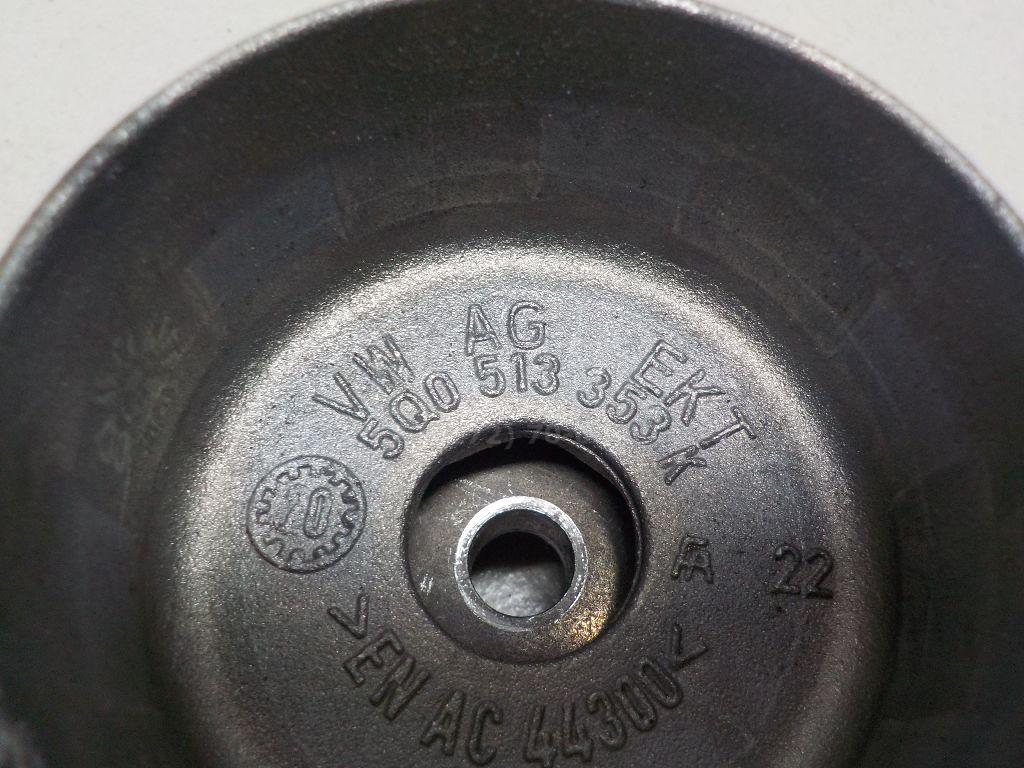 VW AG EKT
5Q0 513 353 K
10
A 22
>EN AC 44300<